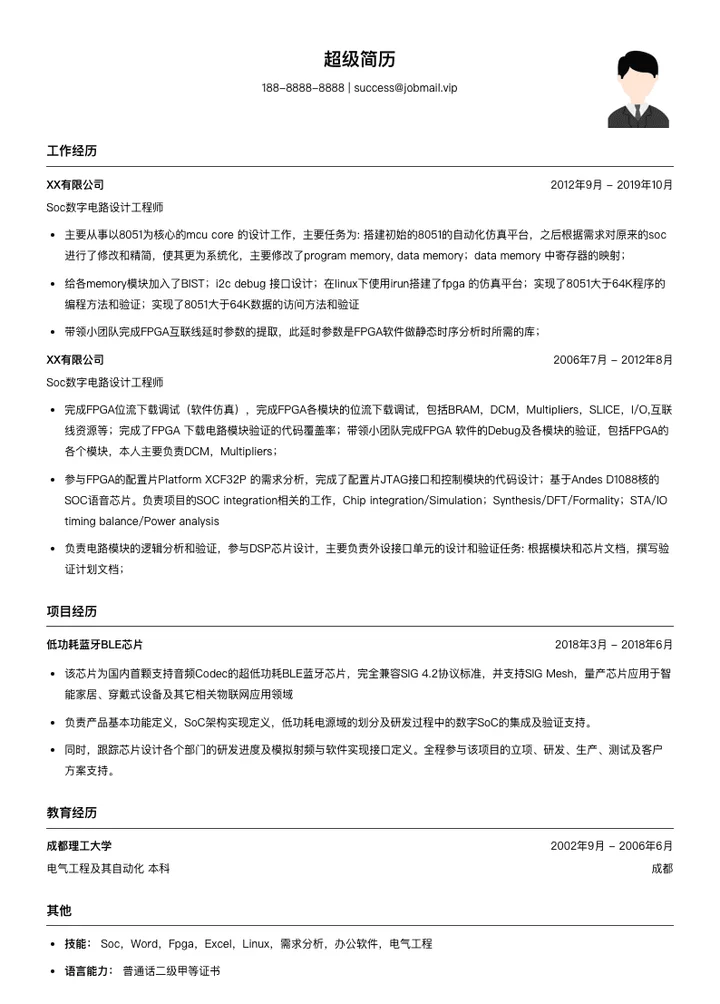 超级简历
188-8888-8888 | success@jobmail.vip
工作经历
XX有限公司 2012年9月 – 2019年10月
Soc数字电路设计工程师
• 主要从事以8051为核心的mcu core 的设计工作，主要任务为: 搭建初始的8051的自动化仿真平台，之后根据需求对原来的soc
进行了修改和精简，使其更为系统化，主要修改了program memory, data memory；data memory 中寄存器的映射；
• 给各memory模块加入了BIST；i2c debug 接口设计；在linux下使用irun搭建了fpga 的仿真平台；实现了8051大于64K程序的
编程方法和验证；实现了8051大于64K数据的访问方法和验证
• 带领小团队完成FPGA互联线延时参数的提取，此延时参数是FPGA软件做静态时序分析时所需的库；
XX有限公司 2006年7月 – 2012年8月
Soc数字电路设计工程师
• 完成FPGA位流下载调试（软件仿真），完成FPGA各模块的位流下载调试，包括BRAM，DCM，Multipliers，SLICE，I/O,互联
线资源等；完成了FPGA 下载电路模块验证的代码覆盖率；带领小团队完成FPGA 软件的Debug及各模块的验证，包括FPGA的
各个模块，本人主要负责DCM，Multipliers；
• 参与FPGA的配置片Platform XCF32P 的需求分析，完成了配置片JTAG接口和控制模块的代码设计；基于Andes D1088核的
SOC语音芯片。负责项目的SOC integration相关的工作，Chip integration/Simulation；Synthesis/DFT/Formality；STA/IO
timing balance/Power analysis
• 负责电路模块的逻辑分析和验证，参与DSP芯片设计，主要负责外设接口单元的设计和验证任务: 根据模块和芯片文档，撰写验
证计划文档；
项目经历
低功耗蓝牙BLE芯片 2018年3月 – 2018年6月
• 该芯片为国内首颗支持音频Codec的超低功耗BLE蓝牙芯片，完全兼容SIG 4.2协议标准，并支持SIG Mesh，量产芯片应用于智
能家居、穿戴式设备及其它相关物联网应用领域
• 负责产品基本功能定义，SoC架构实现定义，低功耗电源域的划分及研发过程中的数字SoC的集成及验证支持。
• 同时，跟踪芯片设计各个部门的研发进度及模拟射频与软件实现接口定义。全程参与该项目的立项、研发、生产、测试及客户
方案支持。
教育经历
成都理工大学 2002年9月 – 2006年6月
电气工程及其自动化 本科 成都
其他
• 技能： Soc，Word，Fpga，Excel，Linux，需求分析，办公软件，电气工程
• 语言能力： 普通话二级甲等证书